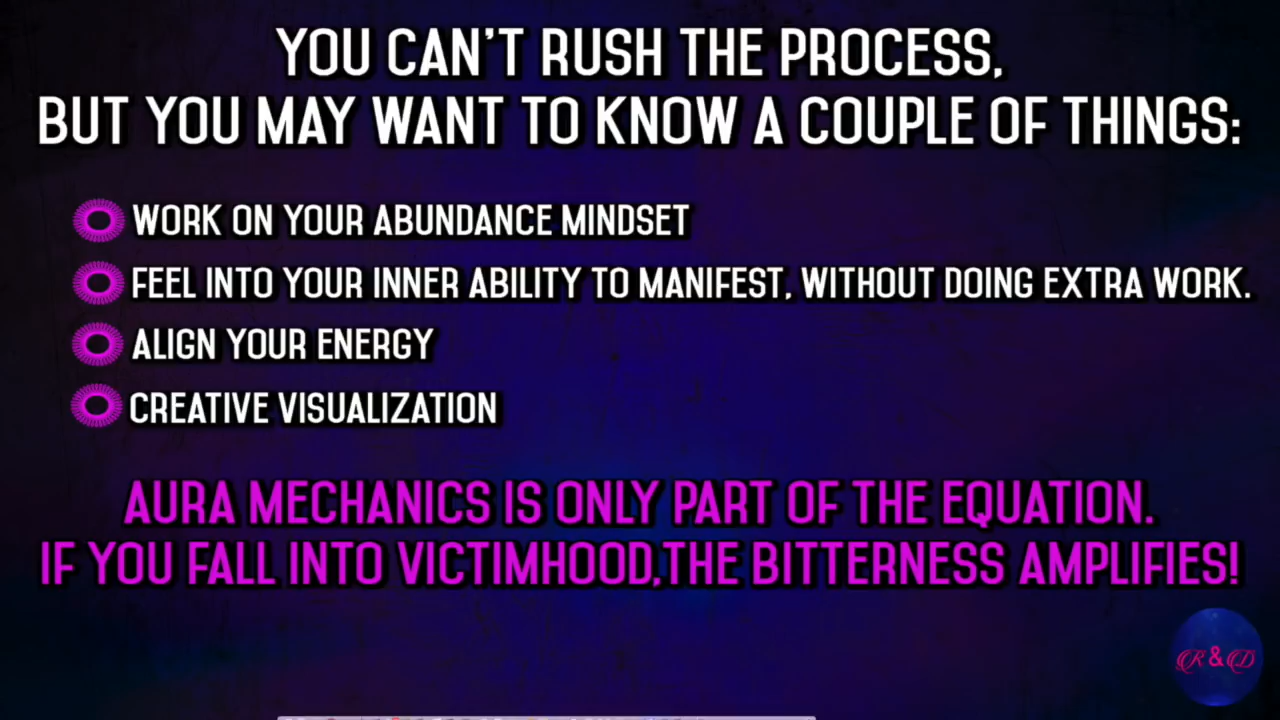 YOU CAN'T RUSH THE PROCESS,
BUT YOU MAY WANT TO KNOW A COUPLE OF THINGS:
WORK ON YOUR ABUNDANCE MINDSET
FEEL INTO YOUR INNER ABILITY TO MANIFEST, WITHOUT DOING EXTRA WORK.
ALIGN YOUR ENERGY
CREATIVE VISUALIZATION
AURA MECHANICS IS ONLY PART OF THE EQUATION.
IF YOU FALL INTO VICTIMHOOD,THE BITTERNESS AMPLIFIES!
R & D